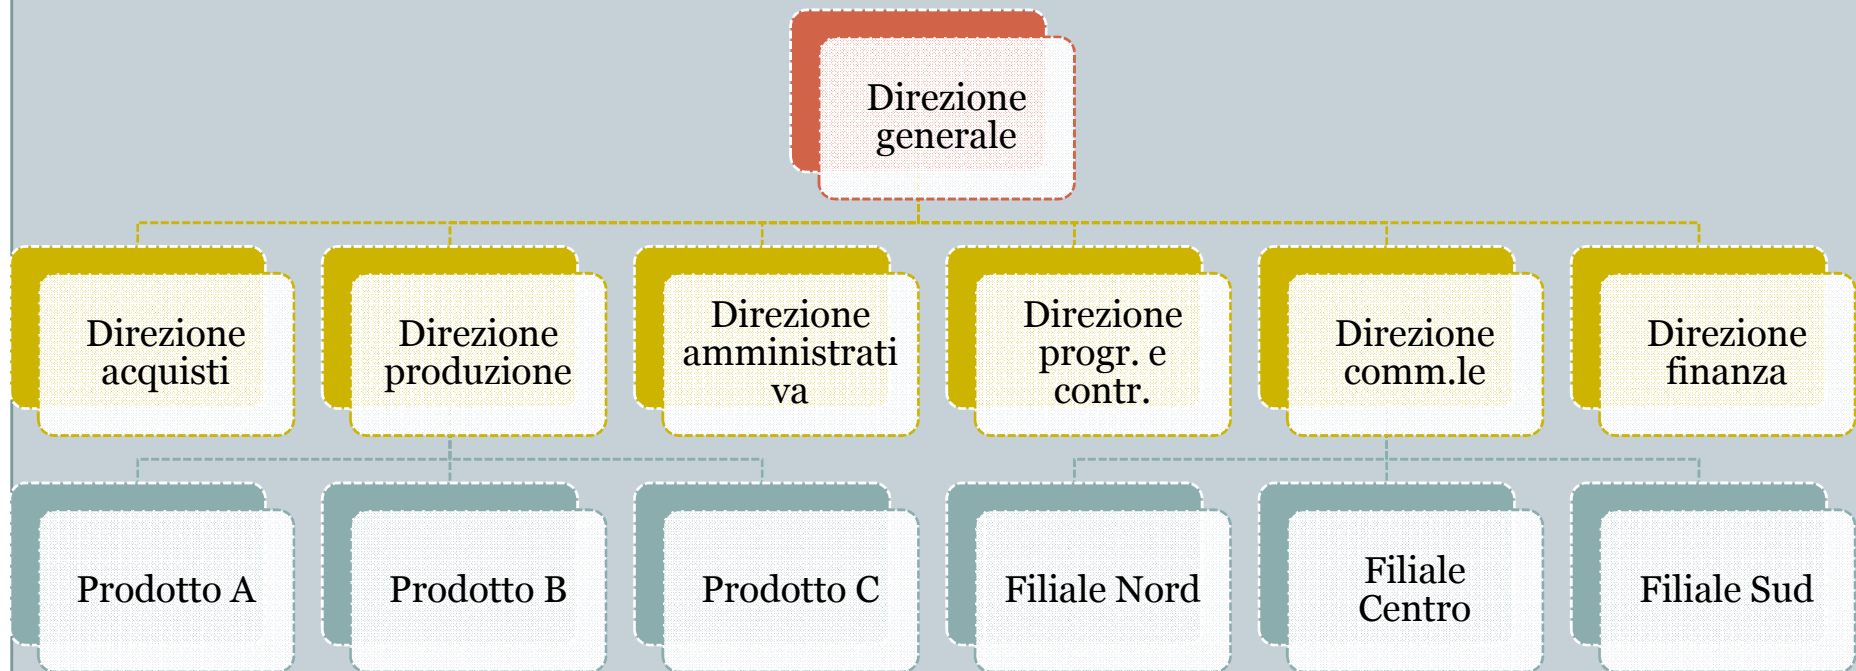 Direzione
generale
Direzione
acquisti
Direzione
produzione
Direzione
amministrati
va
Direzione
progr. e
contr.
Direzione
comm.le
Direzione
finanza
Prodotto A
Prodotto B
Prodotto C
Filiale Nord
Filiale
Centro
Filiale Sud